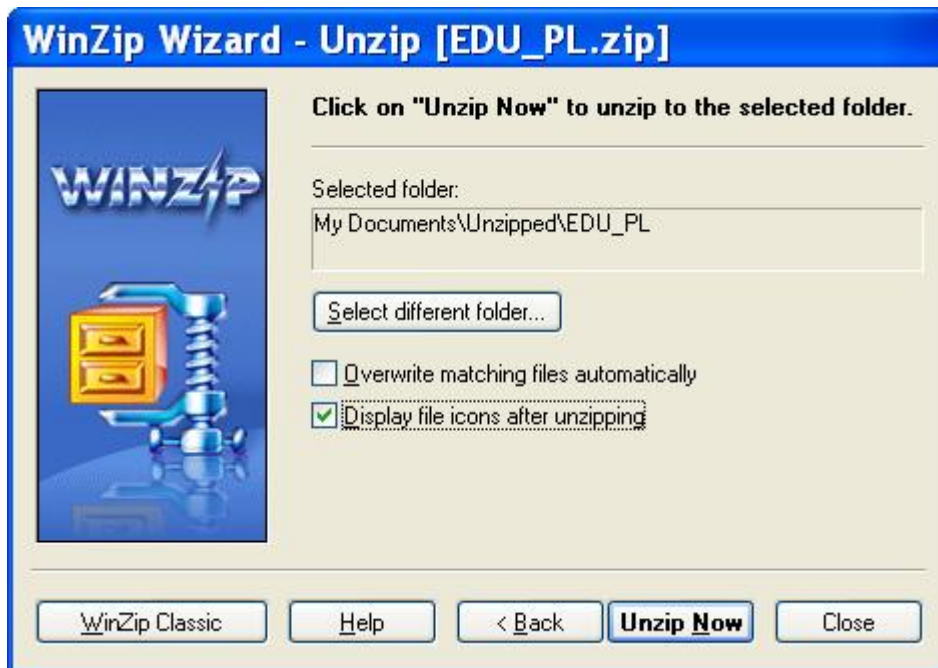 WinZip Wizard - Unzip [EDU_PL.zip]
Click on "Unzip Now" to unzip to the selected folder.
WINZIP
Selected folder:
My Documents\Unzipped\EDU_PL
Select different folder...
Overwrite matching files automatically
Display file icons after unzipping
WinZip Classic
Help
< Back
Unzip Now
Close